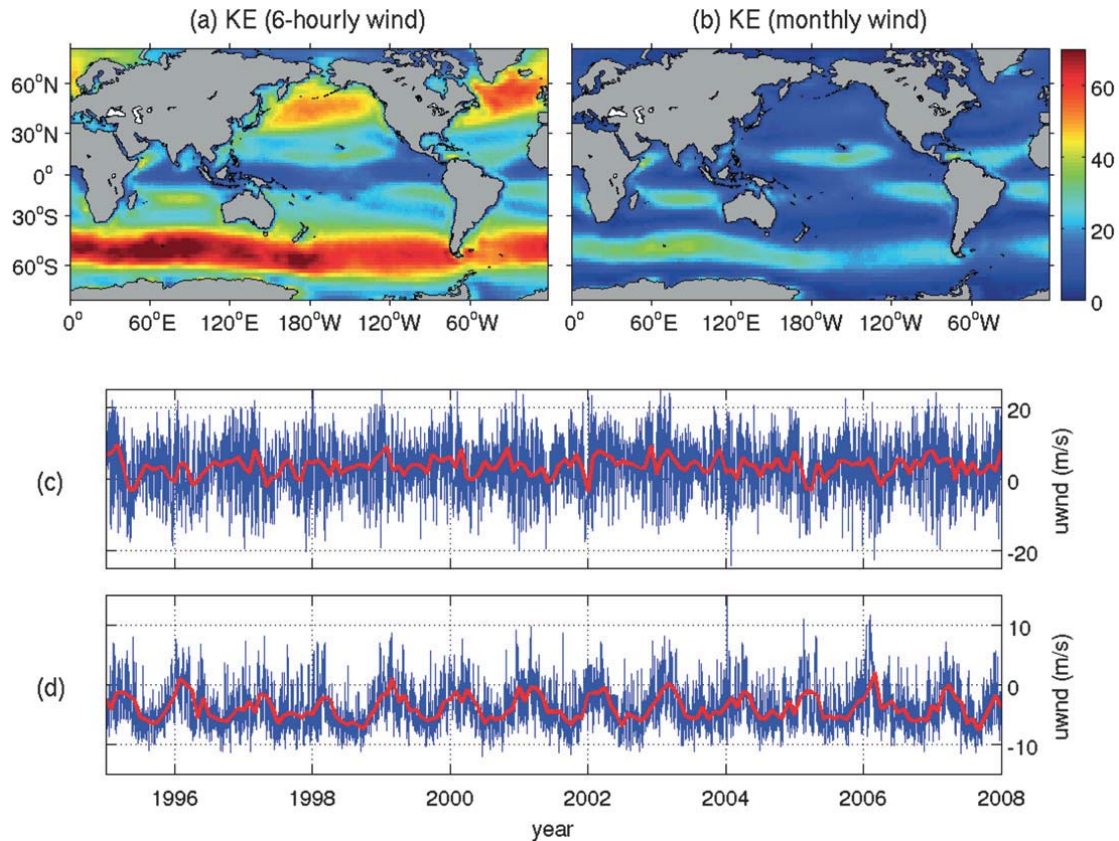 (a) KE (6-hourly wind)
(b) KE (monthly wind)
60°N
30°N
0°
30°S
60°S
0° 60°E 120°E 180°W 120°W 60°W
0° 60°E 120°E 180°W 120°W 60°W
60
40
20
0
(c)
20
0
-20
uwnd (m/s)
(d)
10
0
-10
uwnd (m/s)
1996 1998 2000 2002 2004 2006 2008
year